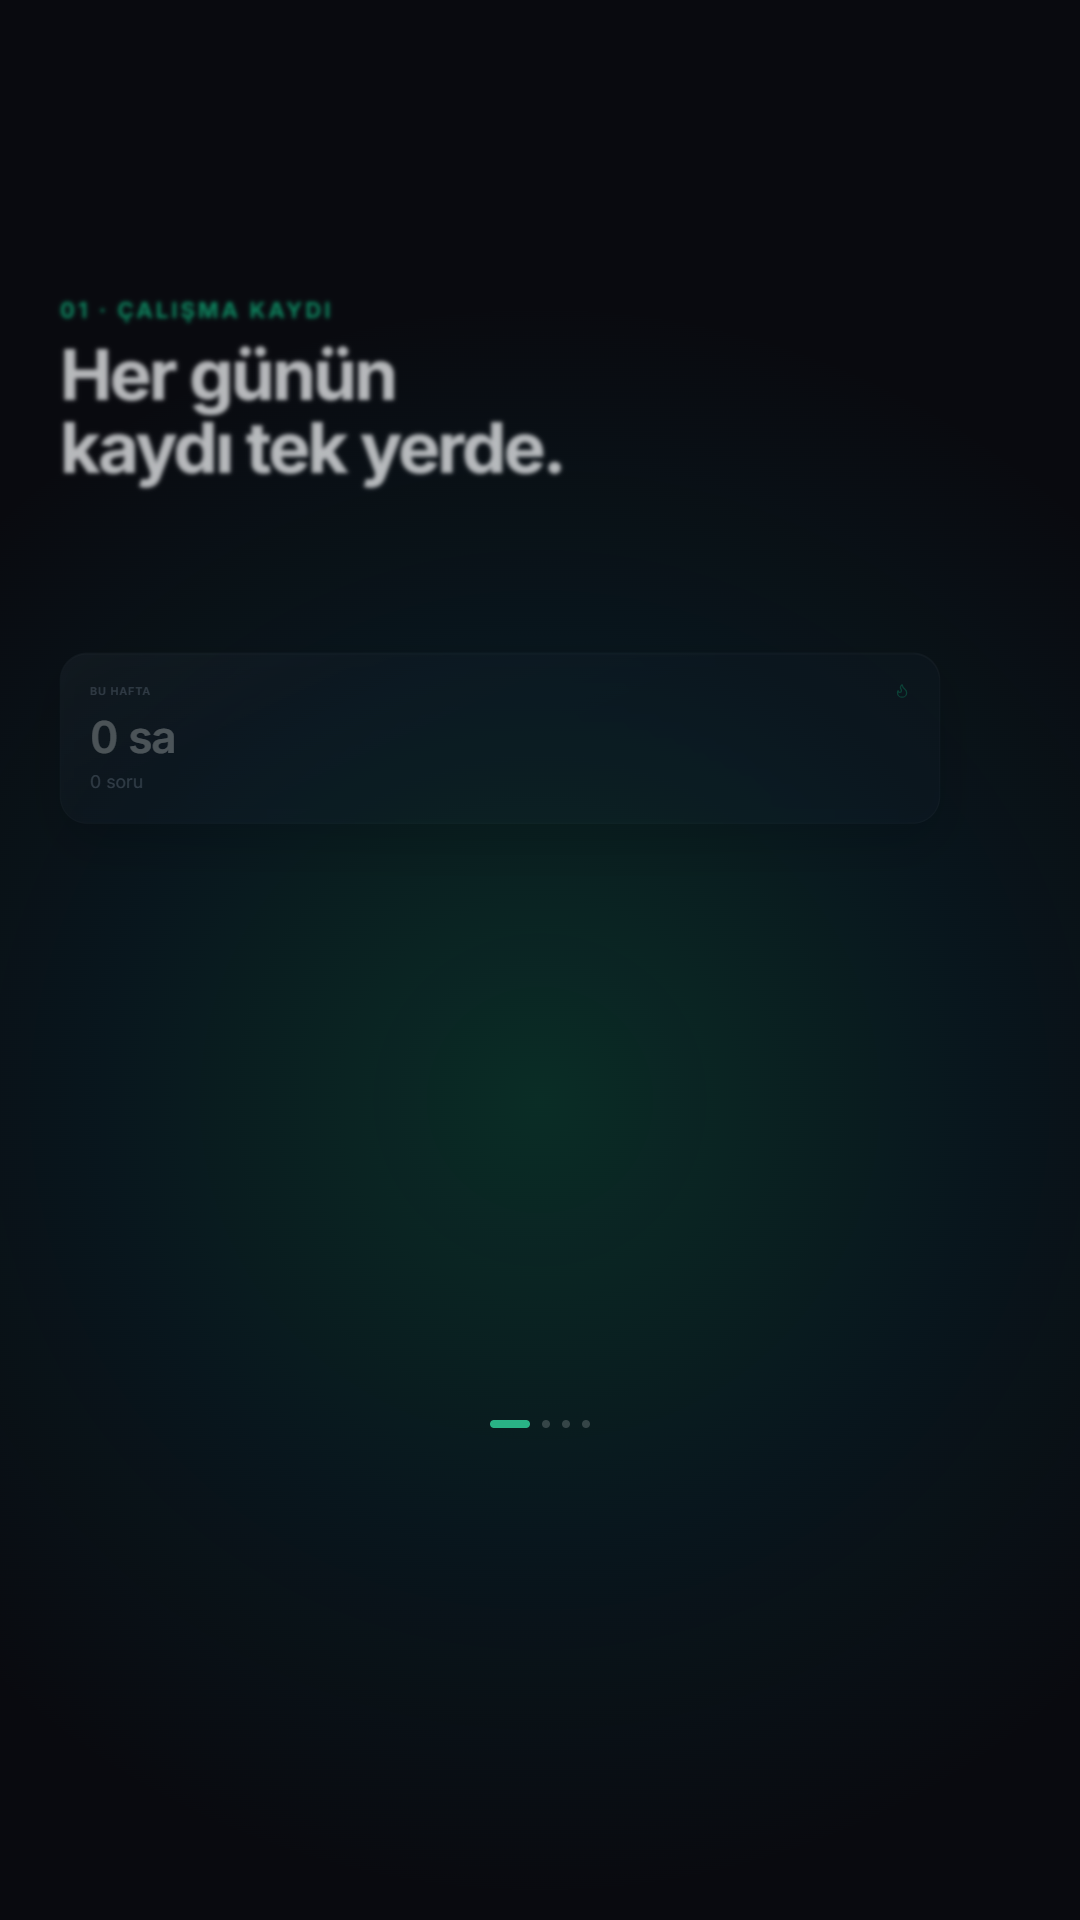 01 · ÇALIŞMA KAYDI
Her günün
kaydı tek yerde.
BU HAFTA
0 sa
0 soru